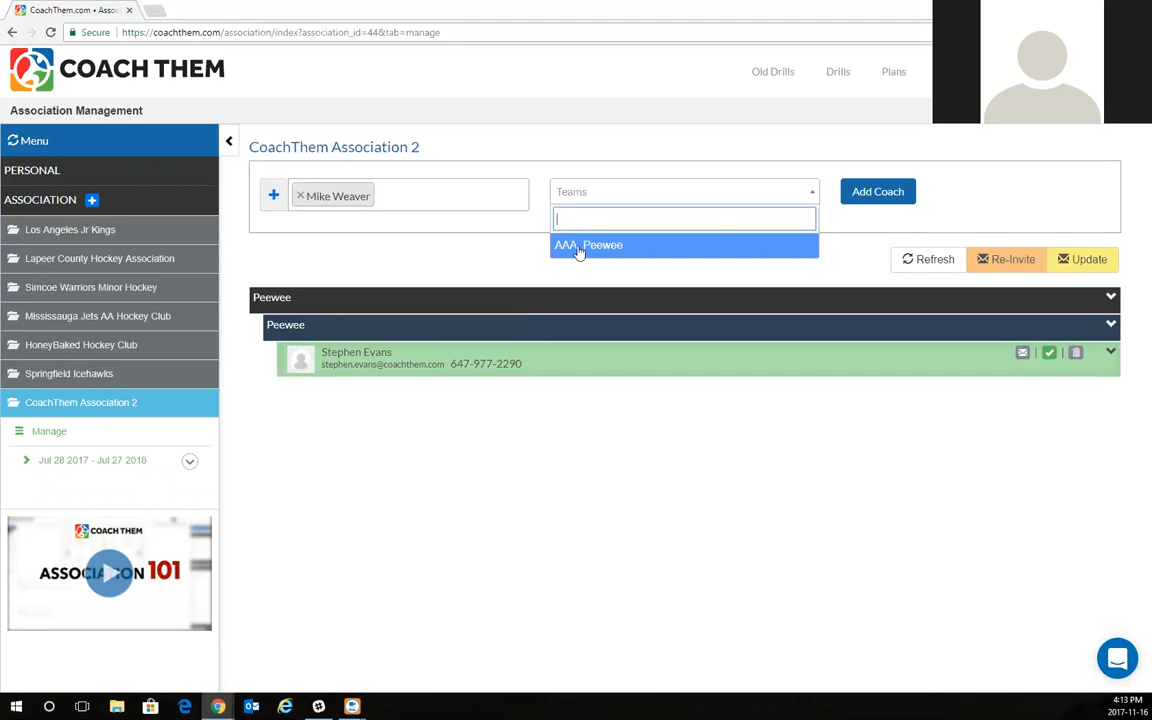 CoachThem.com • Assoc
Secure
https://coachthem.com/association/index?association_id=44&tab=manage
COACH THEM
Old Drills
Drills
Plans
Association Management
Menu
PERSONAL
ASSOCIATION
Los Angeles Jr Kings
Lapeer County Hockey Association
Simcoe Warriors Minor Hockey
Mississauga Jets AA Hockey Club
HoneyBaked Hockey Club
Springfield Icehawks
CoachThem Association 2
Manage
Jul 28 2017 - Jul 27 2018
COACH THEM
ASSOCIATION 101
CoachThem Association 2
× Mike Weaver
Teams
Add Coach
AAA, Peewee
Refresh
Re-Invite
Update
Peewee
Peewee
Stephen Evans
stephen.evans@coachthem.com 647-977-2290
4:13 PM
2017-11-16